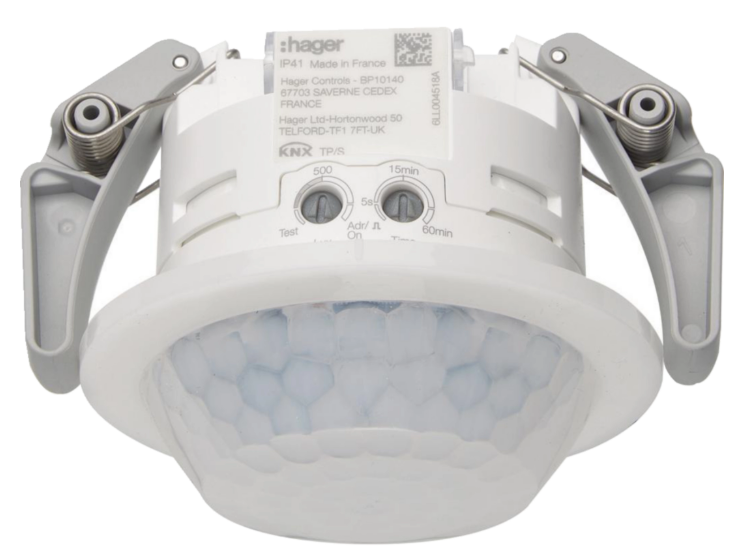 :hager
IP41 Made in France
Hager Controls - BP10140
67703 SAVERNE CEDEX
FRANCE
Hager Ltd-Hortonwood 50
TELFORD-TF1 7FT-UK
6LL004518A
KNX TP/S
500
15min
5s
Test
Adr/ ⎍
On
60min